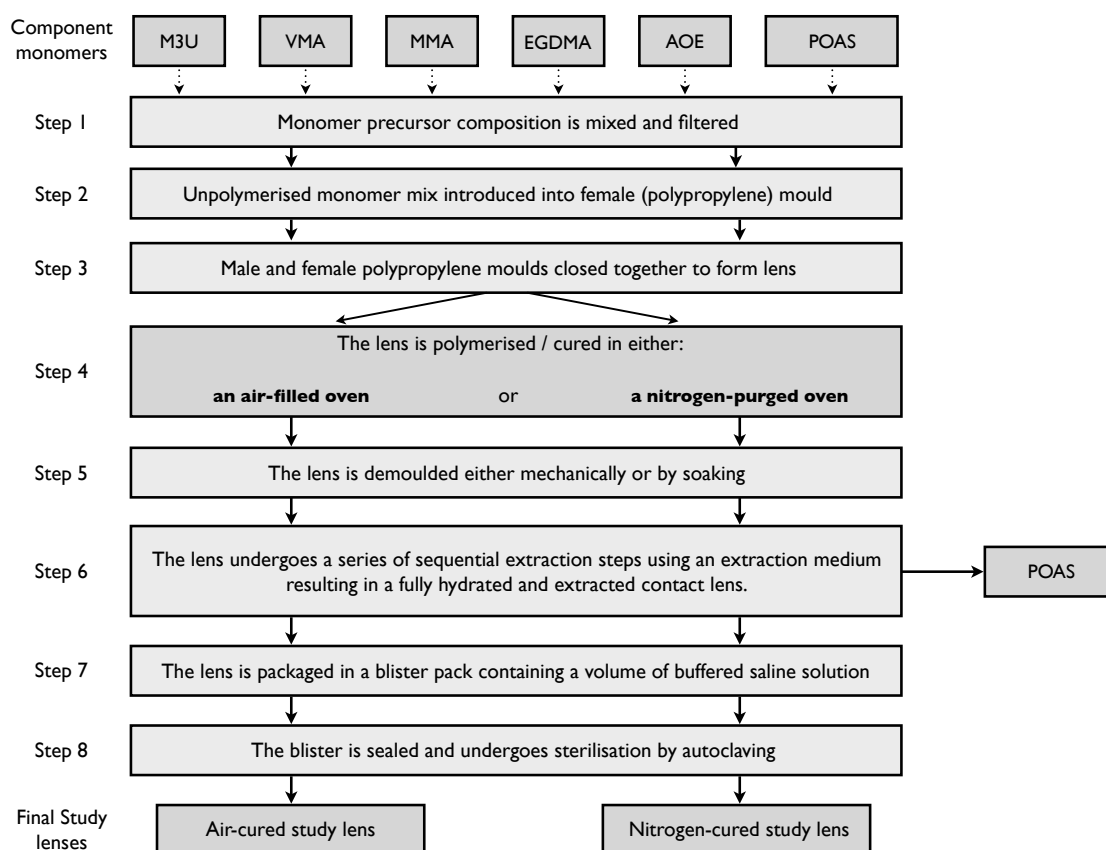 Component
monomers
M3U
VMA
MMA
EGDMA
AOE
POAS
Step 1
Monomer precursor composition is mixed and filtered
Step 2
Unpolymerised monomer mix introduced into female (polypropylene) mould
Step 3
Male and female polypropylene moulds closed together to form lens
Step 4
The lens is polymerised / cured in either:
an air-filled oven or a nitrogen-purged oven
Step 5
The lens is demoulded either mechanically or by soaking
Step 6
The lens undergoes a series of sequential extraction steps using an extraction medium
resulting in a fully hydrated and extracted contact lens.
POAS
Step 7
The lens is packaged in a blister pack containing a volume of buffered saline solution
Step 8
The blister is sealed and undergoes sterilisation by autoclaving
Final Study
lenses
Air-cured study lens
Nitrogen-cured study lens